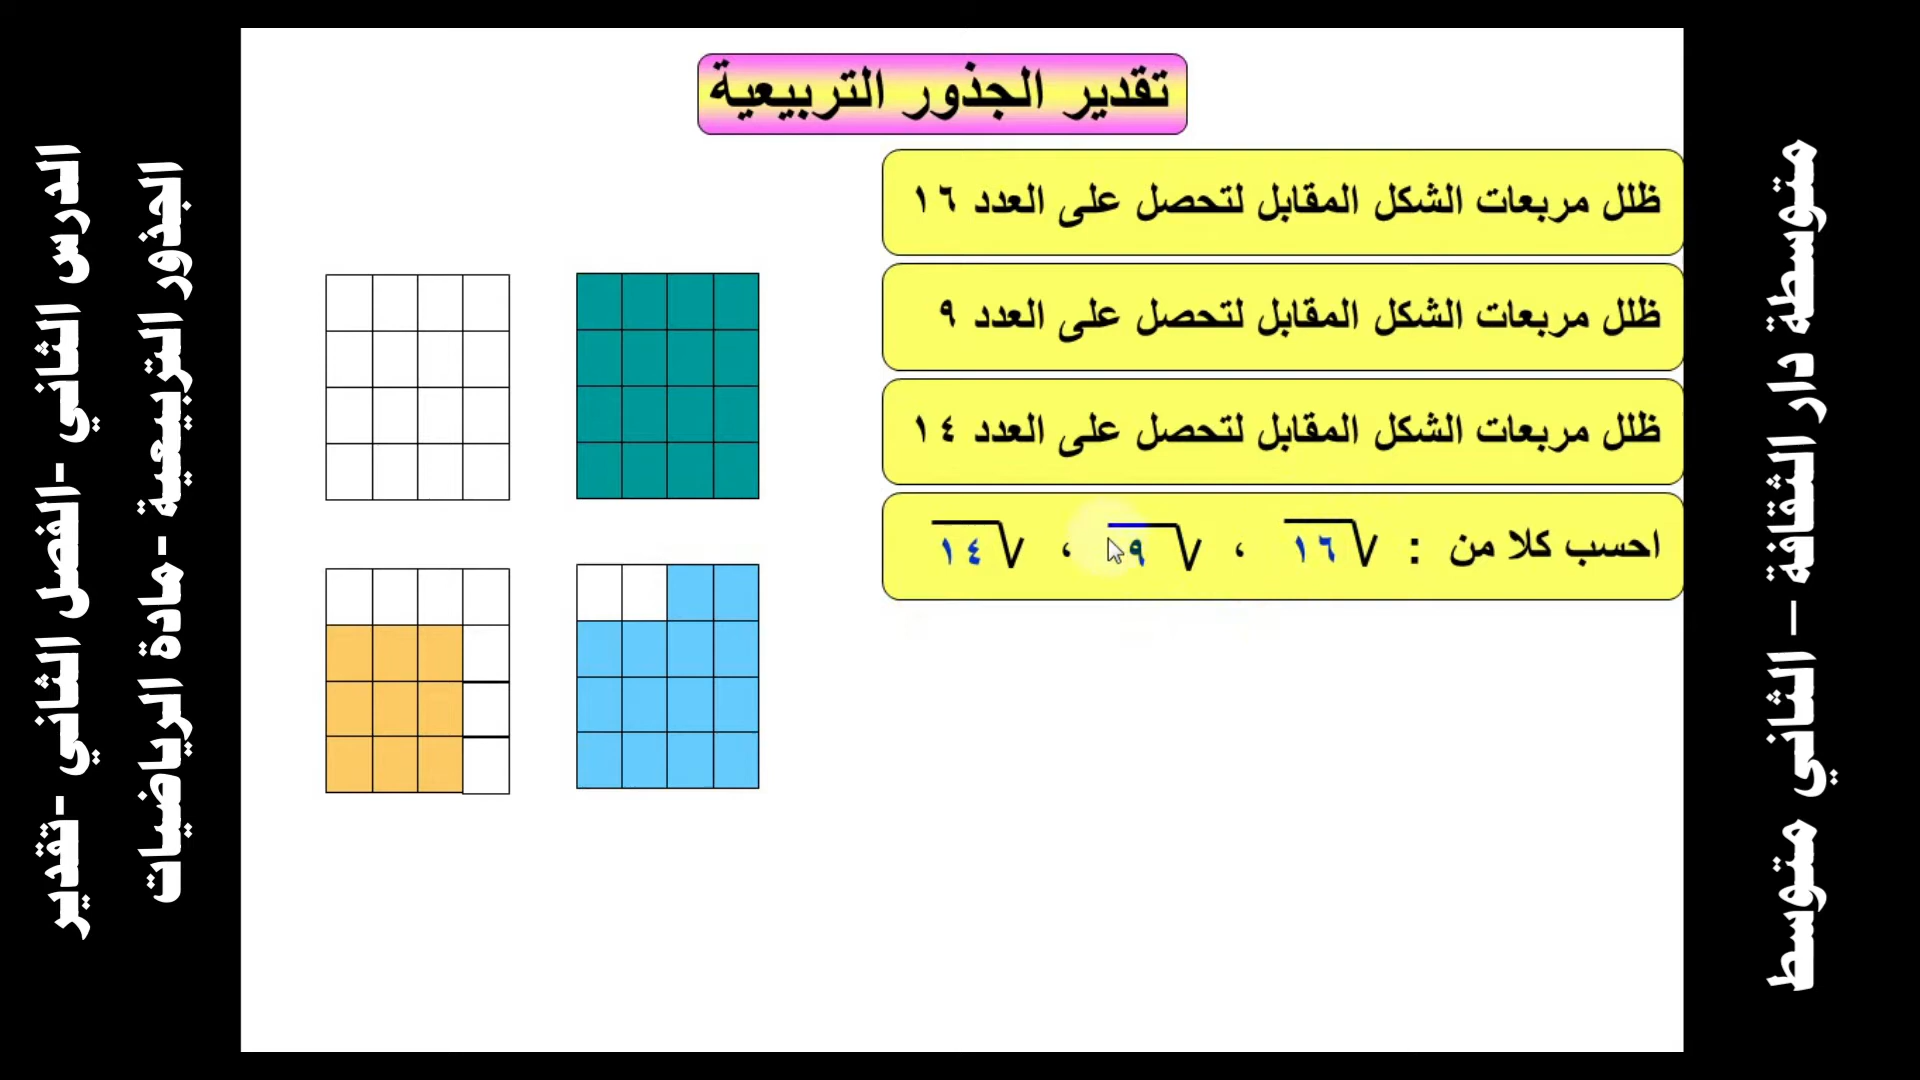 تقدير الجذور التربيعية
ظلل مربعات الشكل المقابل لتحصل على العدد ١٦
ظلل مربعات الشكل المقابل لتحصل على العدد ٩
ظلل مربعات الشكل المقابل لتحصل على العدد ١٤
احسب كلا من : √١٦ ، √٩ ، √١٤
متوسطة دار الثقافة – الثاني متوسط
الدرس الثاني -الفصل الثاني -تقدير
الجذور التربيعية -مادة الرياضيات